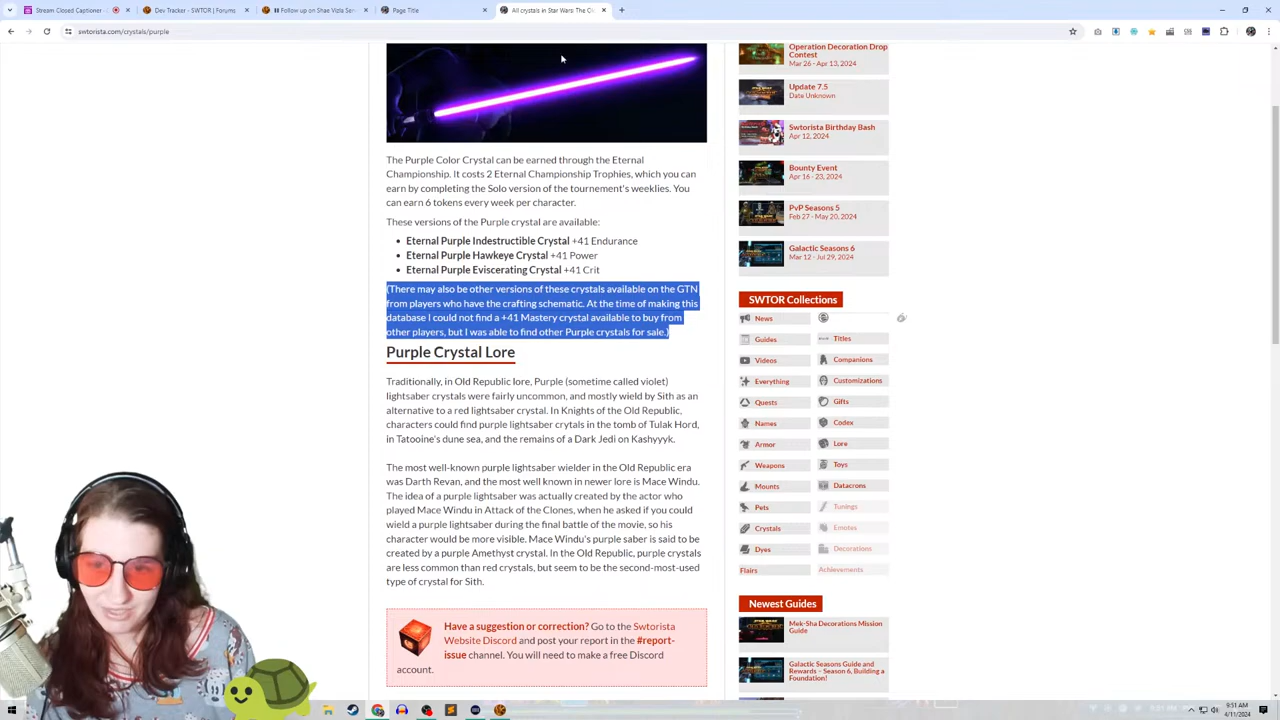 Stream Closed Captioner
Dev Tracker - SWTOR | Forums
Follow up on Shae Vizla Serve
Page Title
All crystals in Star Wars: The O
swtorista.com/crystals/purple
The Purple Color Crystal can be earned through the Eternal
Championship. It costs 2 Eternal Championship Trophies, which you can
earn by completing the Solo version of the tournement's weeklies. You
can earn 6 tokens every week per character.
These versions of the Purple crystal are available:
Eternal Purple Indestructible Crystal +41 Endurance
Eternal Purple Hawkeye Crystal +41 Power
Eternal Purple Eviscerating Crystal +41 Crit
(There may also be other versions of these crystals available on the GTN
from players who have the crafting schematic. At the time of making this
database I could not find a +41 Mastery crystal available to buy from
other players, but I was able to find other Purple crystals for sale.)
Purple Crystal Lore
Traditionally, in Old Republic lore, Purple (sometime called violet)
lightsaber crystals were fairly uncommon, and mostly wield by Sith as an
alternative to a red lightsaber crystal. In Knights of the Old Republic,
characters could find purple lightsaber crytals in the tomb of Tulak Hord,
in Tatooine's dune sea, and the remains of a Dark Jedi on Kashyyyk.
The most well-known purple lightsaber wielder in the Old Republic era
was Darth Revan, and the most well known in newer lore is Mace Windu.
The idea of a purple lightsaber was actually created by the actor who
played Mace Windu in Attack of the Clones, when he asked if you could
wield a purple lightsaber during the final battle of the movie, so his
character would be more visible. Mace Windu's purple saber is said to be
created by a purple Amethyst crystal. In the Old Republic, purple crystals
are less common than red crystals, but seem to be the second-most-used
type of crystal for Sith.
Have a suggestion or correction? Go to the Swtorista
Website Discord and post your report in the #report-
issue channel. You will need to make a free Discord
account.
Operation Decoration Drop
Contest
Mar 26 - Apr 13, 2024
Update 7.5
Date Unknown
Swtorista Birthday Bash
Apr 12, 2024
Bounty Event
Apr 16 - 23, 2024
PvP Seasons 5
Feb 27 - May 20, 2024
Galactic Seasons 6
Mar 12 - Jul 29, 2024
SWTOR Collections
News
Guides
Titles
Videos
Companions
Everything
Customizations
Quests
Gifts
Names
Codex
Armor
Lore
Weapons
Toys
Mounts
Datacrons
Pets
Tunings
Crystals
Emotes
Dyes
Decorations
Flairs
Achievements
Newest Guides
Mek-Sha Decorations Mission
Guide
Galactic Seasons Guide and
Rewards – Season 6, Building a
Foundation!
9:51 AM
4/11/2024